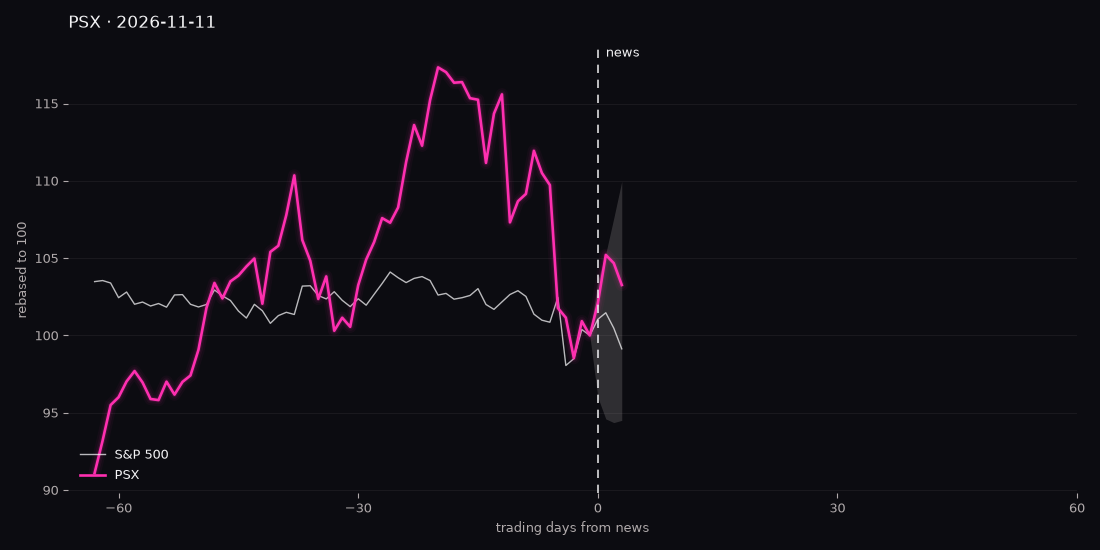 PSX · 2026-11-11
news
115
110
105
100
95
90
rebased to 100
S&P 500
PSX
−60
−30
0
30
60
trading days from news